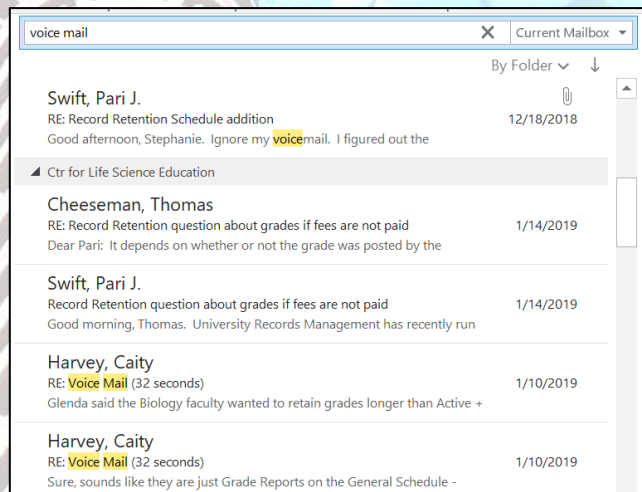 voice mail
Current Mailbox
By Folder
Swift, Pari J.
RE: Record Retention Schedule addition 12/18/2018
Good afternoon, Stephanie. Ignore my voicemail. I figured out the
Ctr for Life Science Education
Cheeseman, Thomas
RE: Record Retention question about grades if fees are not paid 1/14/2019
Dear Pari: It depends on whether or not the grade was posted by the
Swift, Pari J.
Record Retention question about grades if fees are not paid 1/14/2019
Good morning, Thomas. University Records Management has recently run
Harvey, Caity
RE: Voice Mail (32 seconds) 1/10/2019
Glenda said the Biology faculty wanted to retain grades longer than Active +
Harvey, Caity
RE: Voice Mail (32 seconds) 1/10/2019
Sure, sounds like they are just Grade Reports on the General Schedule -